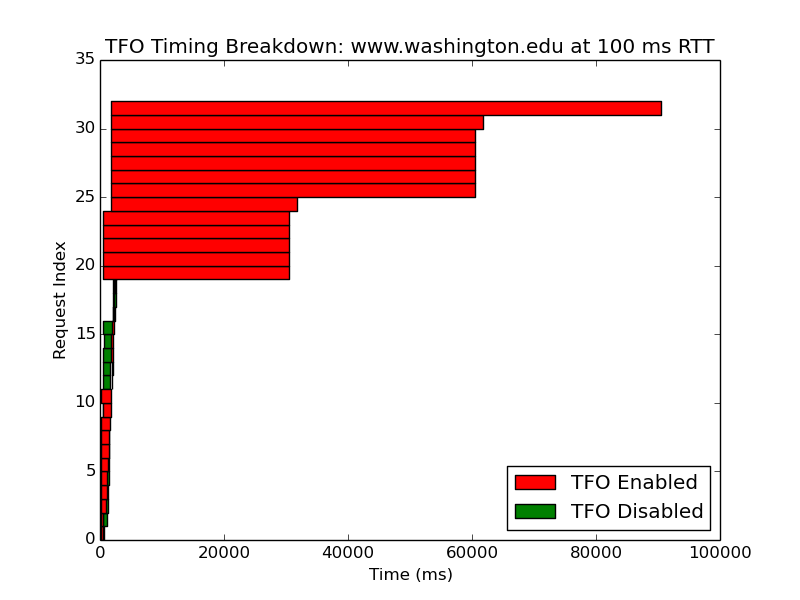 TFO Timing Breakdown: www.washington.edu at 100 ms RTT
35
30
25
20
15
10
5
0
Request Index
TFO Enabled
TFO Disabled
0 20000 40000 60000 80000 100000
Time (ms)